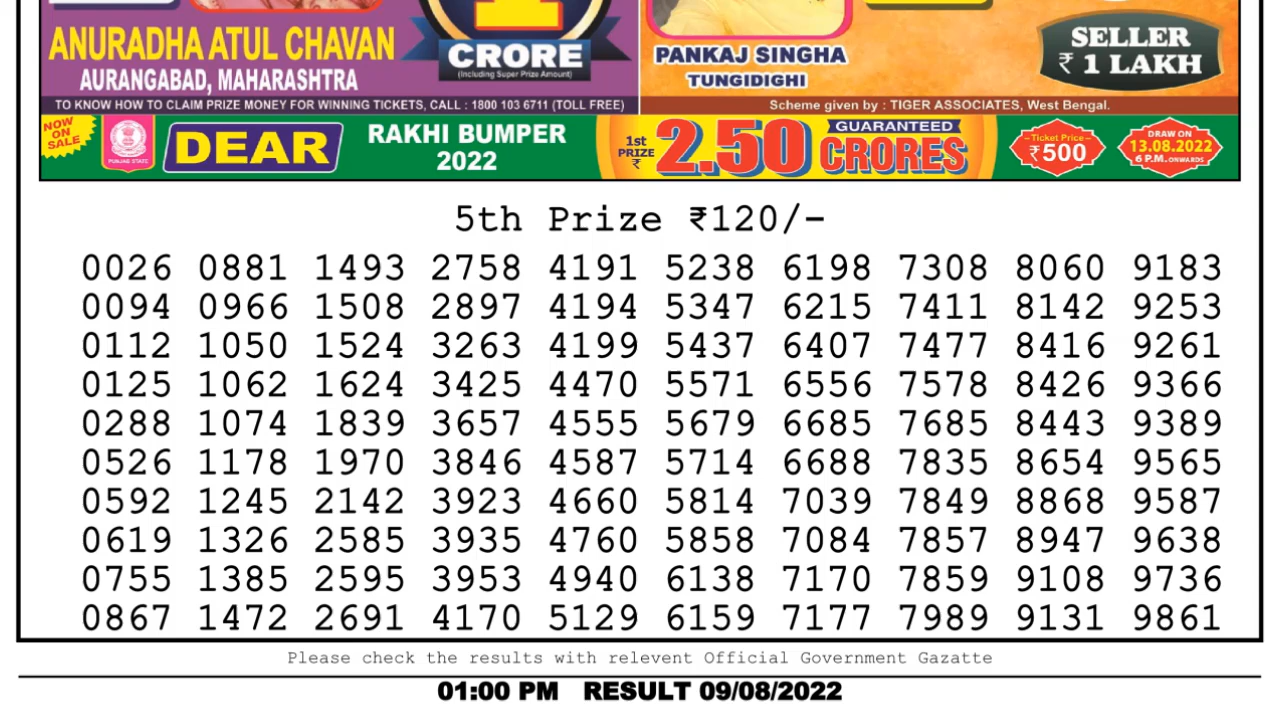 ANURADHA ATUL CHAVAN
AURANGABAD, MAHARASHTRA
1
CRORE
(Including Super Prize Amount)
PANKAJ SINGHA
TUNGIDIGHI
SELLER
₹ 1 LAKH
TO KNOW HOW TO CLAIM PRIZE MONEY FOR WINNING TICKETS, CALL : 1800 103 6711 (TOLL FREE)
Scheme given by : TIGER ASSOCIATES, West Bengal.
NOW
ON
SALE
PUNJAB STATE
DEAR
RAKHI BUMPER
2022
1st
PRIZE
₹
2.50
GUARANTEED
CRORES
Ticket Price
₹500
DRAW ON
13.08.2022
6 P.M. ONWARDS
5th Prize ₹120/-
0026 0881 1493 2758 4191 5238 6198 7308 8060 9183
0094 0966 1508 2897 4194 5347 6215 7411 8142 9253
0112 1050 1524 3263 4199 5437 6407 7477 8416 9261
0125 1062 1624 3425 4470 5571 6556 7578 8426 9366
0288 1074 1839 3657 4555 5679 6685 7685 8443 9389
0526 1178 1970 3846 4587 5714 6688 7835 8654 9565
0592 1245 2142 3923 4660 5814 7039 7849 8868 9587
0619 1326 2585 3935 4760 5858 7084 7857 8947 9638
0755 1385 2595 3953 4940 6138 7170 7859 9108 9736
0867 1472 2691 4170 5129 6159 7177 7989 9131 9861
Please check the results with relevent Official Government Gazatte
01:00 PM RESULT 09/08/2022